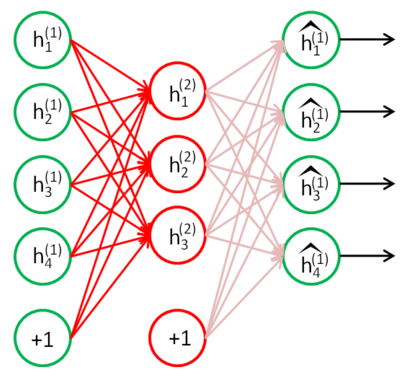 h₁⁽¹⁾ h₁⁽²⁾ ĥ₁⁽¹⁾
h₂⁽¹⁾ h₂⁽²⁾ ĥ₂⁽¹⁾
h₃⁽¹⁾ h₃⁽²⁾ ĥ₃⁽¹⁾
h₄⁽¹⁾ ĥ₄⁽¹⁾
+1 +1